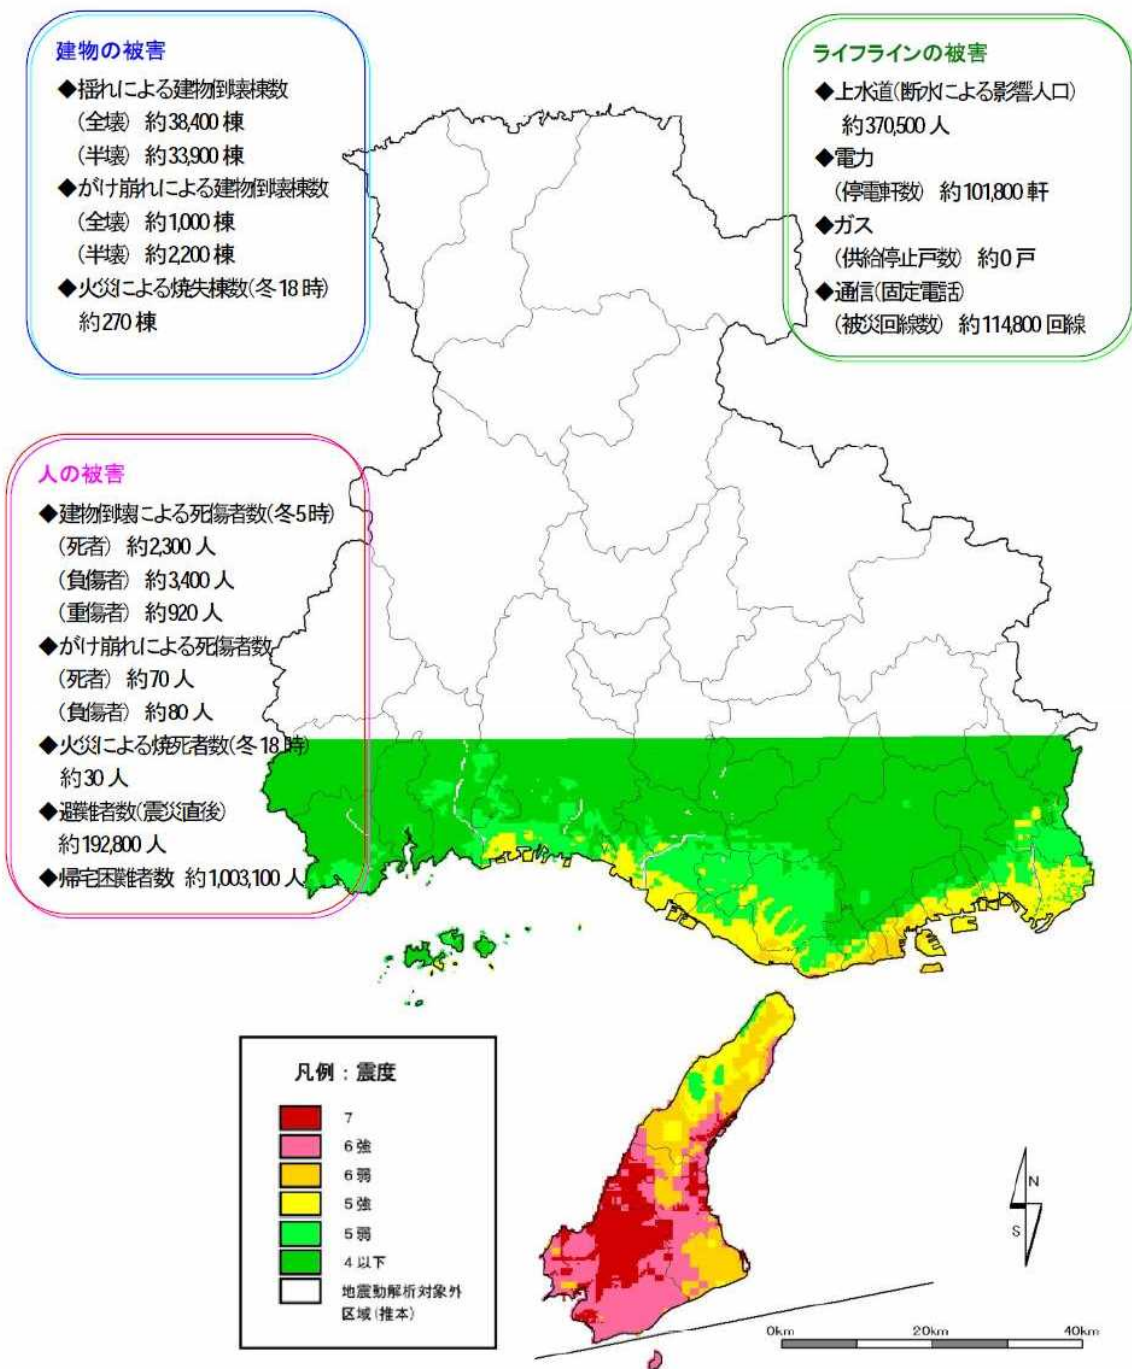 建物の被害
◆揺れによる建物倒壊棟数
(全壊) 約38,400 棟
(半壊) 約33,900 棟
◆がけ崩れによる建物倒壊棟数
(全壊) 約1,000 棟
(半壊) 約2,200 棟
◆火災による焼失棟数(冬18 時)
約270 棟
ライフラインの被害
◆上水道(断水による影響人口)
約370,500 人
◆電力
(停電軒数) 約101,800 軒
◆ガス
(供給停止戸数) 約0 戸
◆通信(固定電話)
(被災回線数) 約114,800 回線
人の被害
◆建物倒壊による死傷者数(冬5 時)
(死者) 約2,300 人
(負傷者) 約3,400 人
(重傷者) 約920 人
◆がけ崩れによる死傷者数
(死者) 約70 人
(負傷者) 約80 人
◆火災による焼死者数(冬18 時)
約30 人
◆避難者数(震災直後)
約192,800 人
◆帰宅困難者数 約1,003,100 人
凡例：震度
7
6強
6弱
5強
5弱
4以下
地震動解析対象外
区域(推本)
N
S
0km 20km 40km